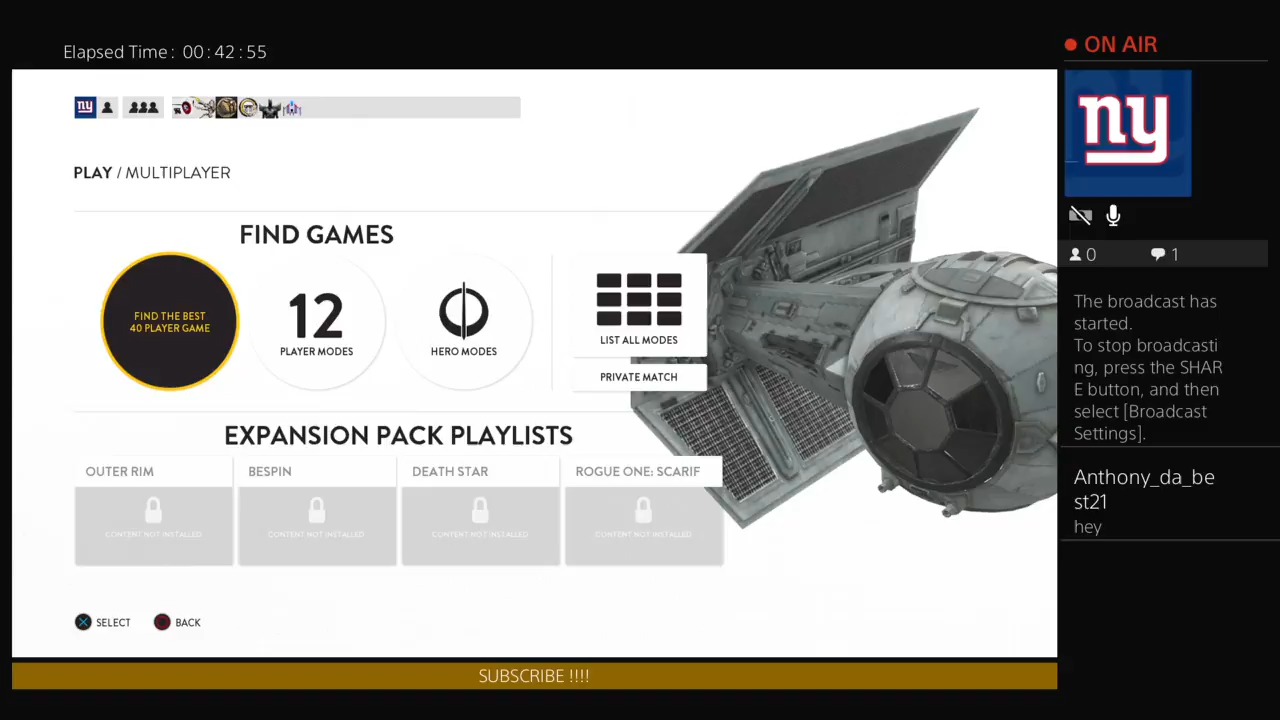 Elapsed Time: 00:42:55
ON AIR
ny
PLAY / MULTIPLAYER
FIND GAMES
FIND THE BEST
40 PLAYER GAME
12
PLAYER MODES
HERO MODES
LIST ALL MODES
PRIVATE MATCH
EXPANSION PACK PLAYLISTS
OUTER RIM
BESPIN
DEATH STAR
ROGUE ONE: SCARIF
CONTENT NOT INSTALLED
CONTENT NOT INSTALLED
CONTENT NOT INSTALLED
CONTENT NOT INSTALLED
SELECT
BACK
SUBSCRIBE !!!!
ny
0
1
The broadcast has
started.
To stop broadcasti
ng, press the SHAR
E button, and then
select [Broadcast
Settings].
Anthony_da_be
st21
hey